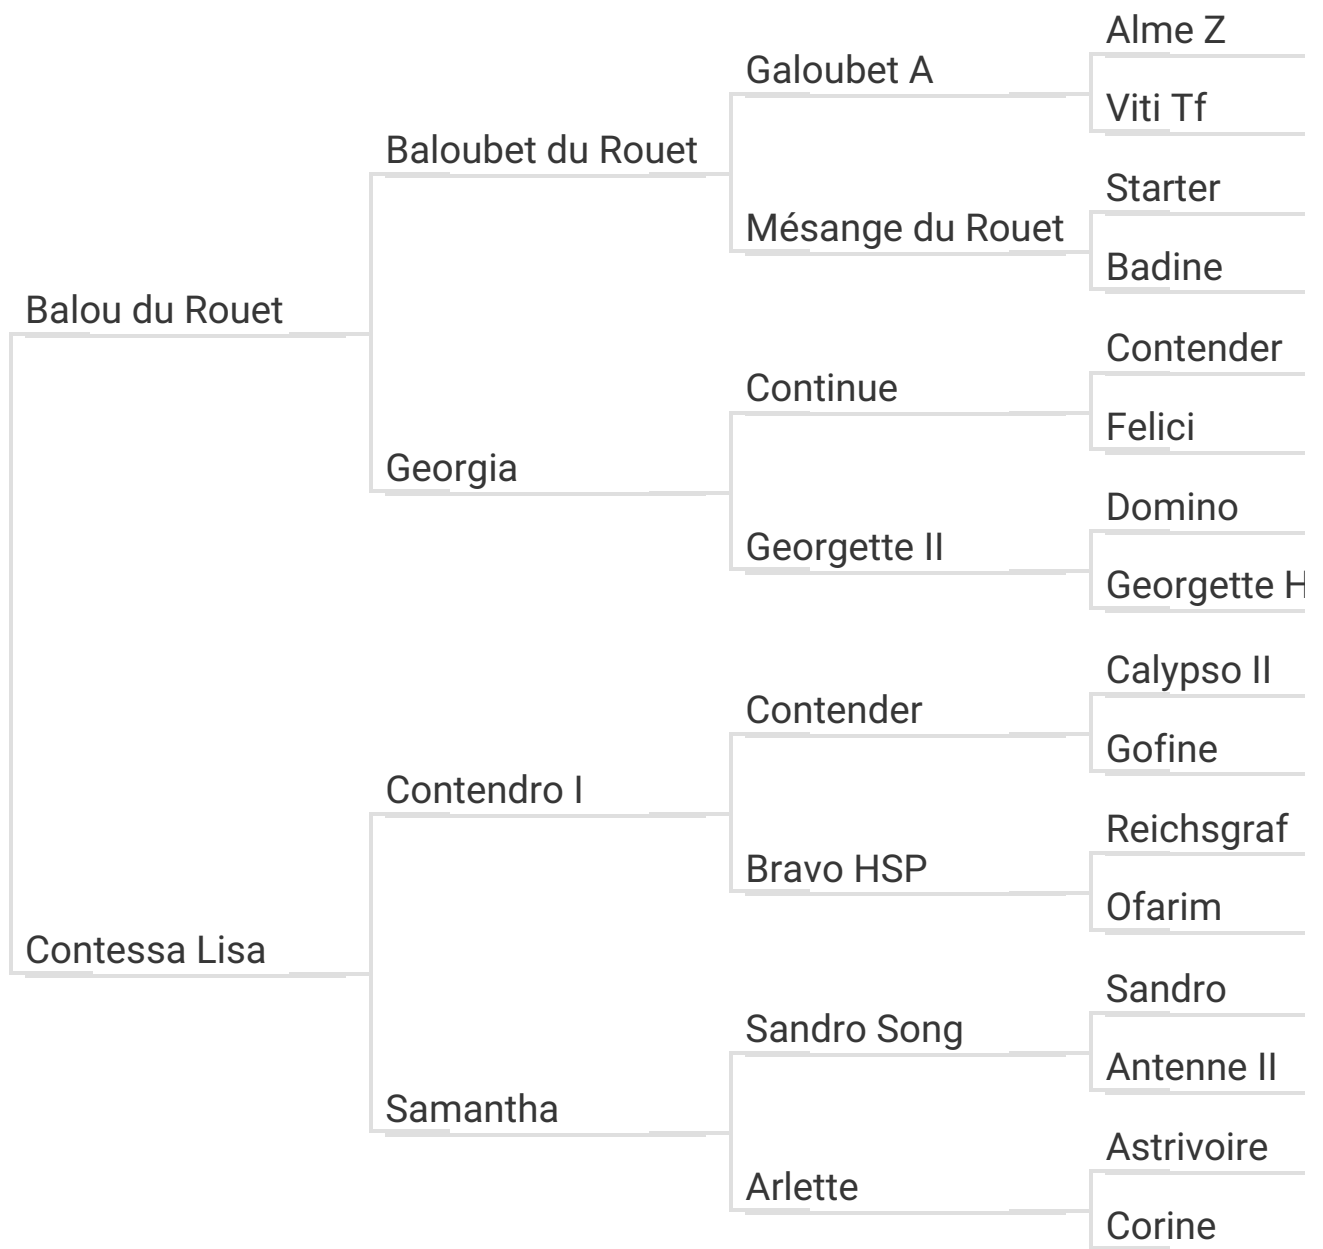 Alme Z
Galoubet A
Viti Tf
Baloubet du Rouet
Starter
Mésange du Rouet
Badine
Balou du Rouet
Contender
Continue
Felici
Georgia
Domino
Georgette II
Georgette H
Calypso II
Contender
Gofine
Contendro I
Reichsgraf
Bravo HSP
Ofarim
Contessa Lisa
Sandro
Sandro Song
Antenne II
Samantha
Astrivoire
Arlette
Corine